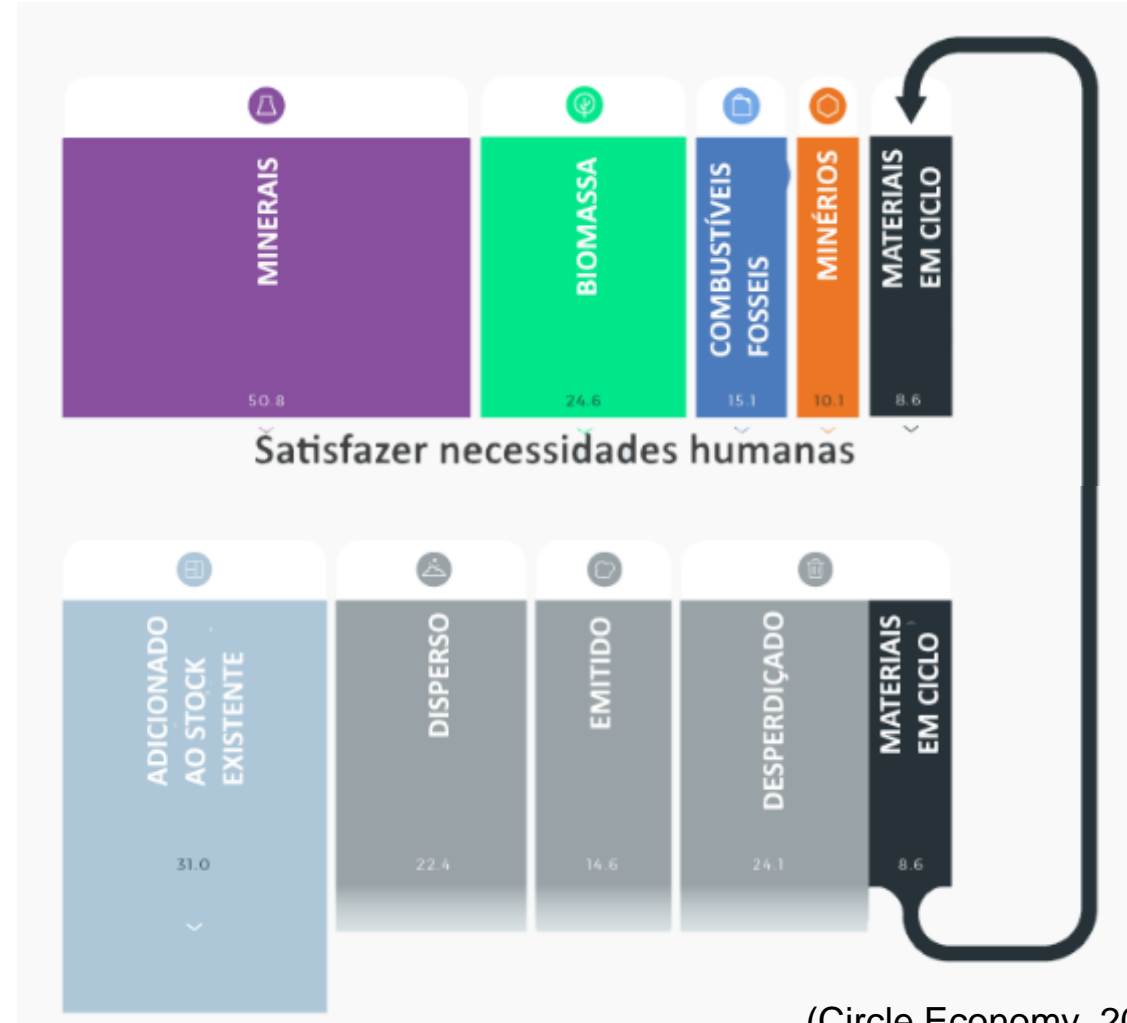 MINERAIS
50.8
BIOMASSA
24.6
COMBUSTÍVEIS
FOSSEIS
15.1
MINÉRIOS
10.1
MATERIAIS
EM CICLO
8.6
Satisfazer necessidades humanas
ADICIONADO
AO STOCK
EXISTENTE
31.0
DISPERSO
22.4
EMITIDO
14.6
DESPERDIÇADO
24.1
MATERIAIS
EM CICLO
8.6
(Circle Economy, 20